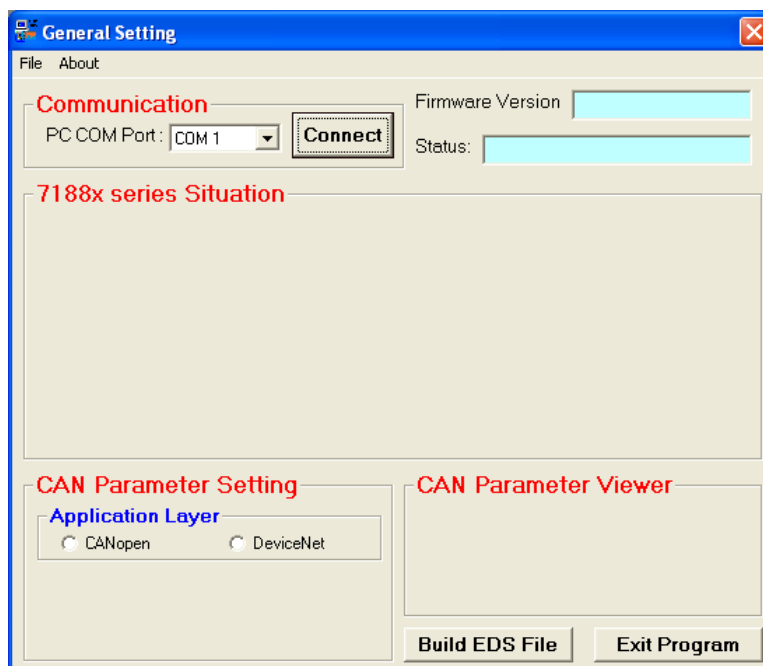 General Setting
File About
Communication
PC COM Port : COM 1 Connect
Firmware Version
Status:
7188x series Situation
CAN Parameter Setting
Application Layer
CANopen DeviceNet
CAN Parameter Viewer
Build EDS File Exit Program